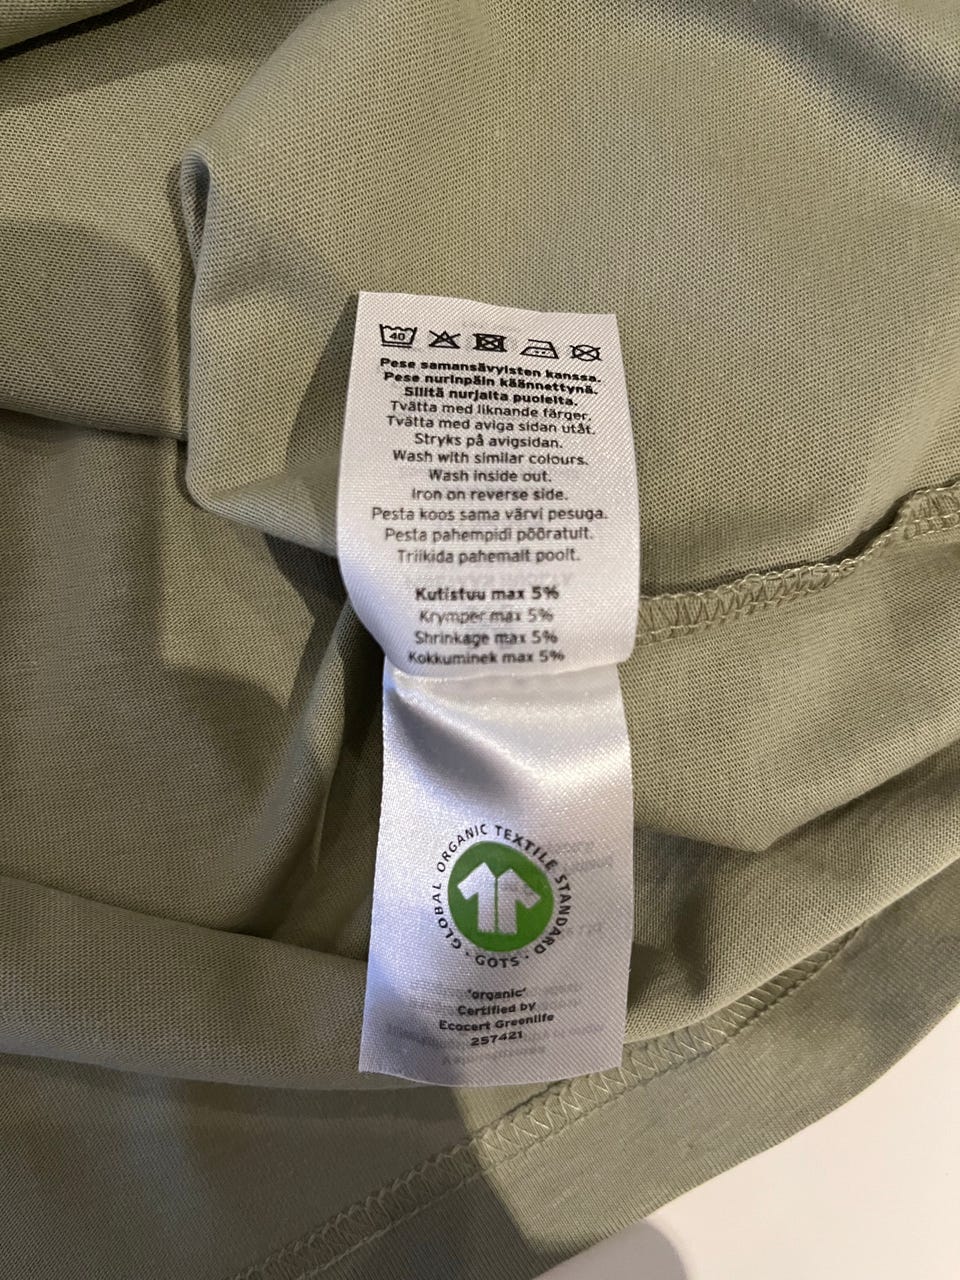 40
Pese samansävyisten kanssa.
Pese nurinpäin käännettynä.
Silitä nurjalta puolelta.
Tvätta med liknande färger.
Tvätta med aviga sidan utåt.
Stryks på avigsidan.
Wash with similar colours.
Wash inside out.
Iron on reverse side.
Pesta koos sama värvi pesuga.
Pesta pahempidi pööratult.
Triikida pahemalt poolt.
Kutistuu max 5%
Krymper max 5%
Shrinkage max 5%
Kokkuminek max 5%
GLOBAL ORGANIC TEXTILE STANDARD
· GOTS ·
'organic'
Certified by
Ecocert Greenlife
257421